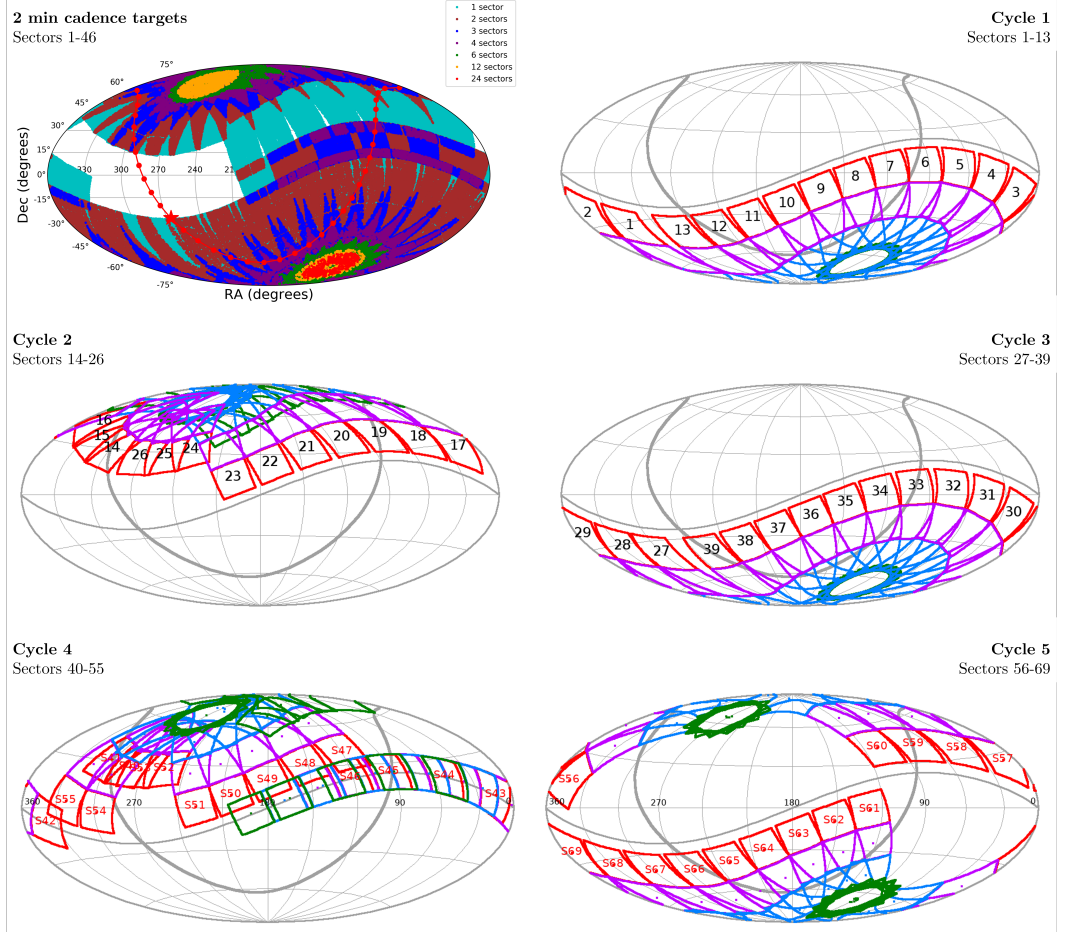 2 min cadence targets
Sectors 1-46
1 sector
2 sectors
3 sectors
4 sectors
6 sectors
12 sectors
24 sectors
75°
60°
45°
30°
15°
0°
-15°
-30°
-45°
-60°
-75°
330 300 270 240 21
Dec (degrees)
RA (degrees)
Cycle 1
Sectors 1-13
2 1 13 12 11 10 9 8 7 6 5 4 3
Cycle 2
Sectors 14-26
16 15 14 26 25 24 23 22 21 20 19 18 17
Cycle 3
Sectors 27-39
29 28 27 39 38 37 36 35 34 33 32 31 30
Cycle 4
Sectors 40-55
360 270 180 90 0
S42 S55 S54 S52 S51 S50 S49 S48 S47 S46 S45 S44 S43
Cycle 5
Sectors 56-69
S56 S60 S59 S58 S57
360 270 180 90 0
S69 S68 S67 S66 S65 S64 S63 S62 S61